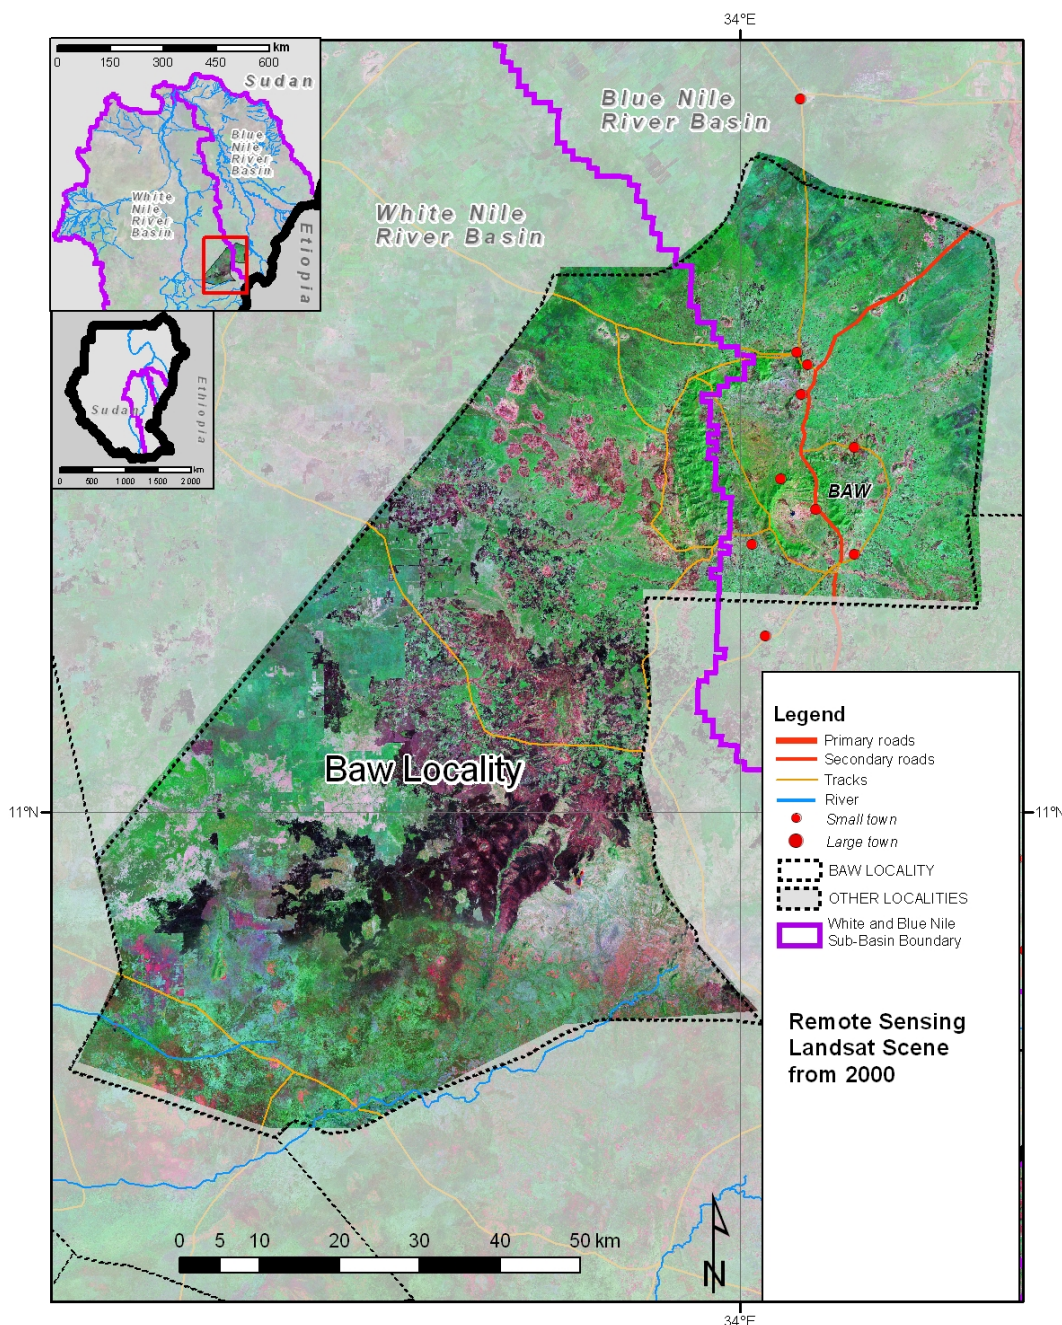 34°E
km
0 150 300 450 600
Sudan
Blue
Nile
River
Basin
White
Nile
River
Basin
Etiopia
Sudan
Ethiopia
km
0 500 1 000 1 500 2 000
Blue Nile
River Basin
White Nile
River Basin
BAW
Baw Locality
11°N
11°N
Legend
Primary roads
Secondary roads
Tracks
River
Small town
Large town
BAW LOCALITY
OTHER LOCALITIES
White and Blue Nile
Sub-Basin Boundary
Remote Sensing
Landsat Scene
from 2000
0 5 10 20 30 40 50 km
N
34°E